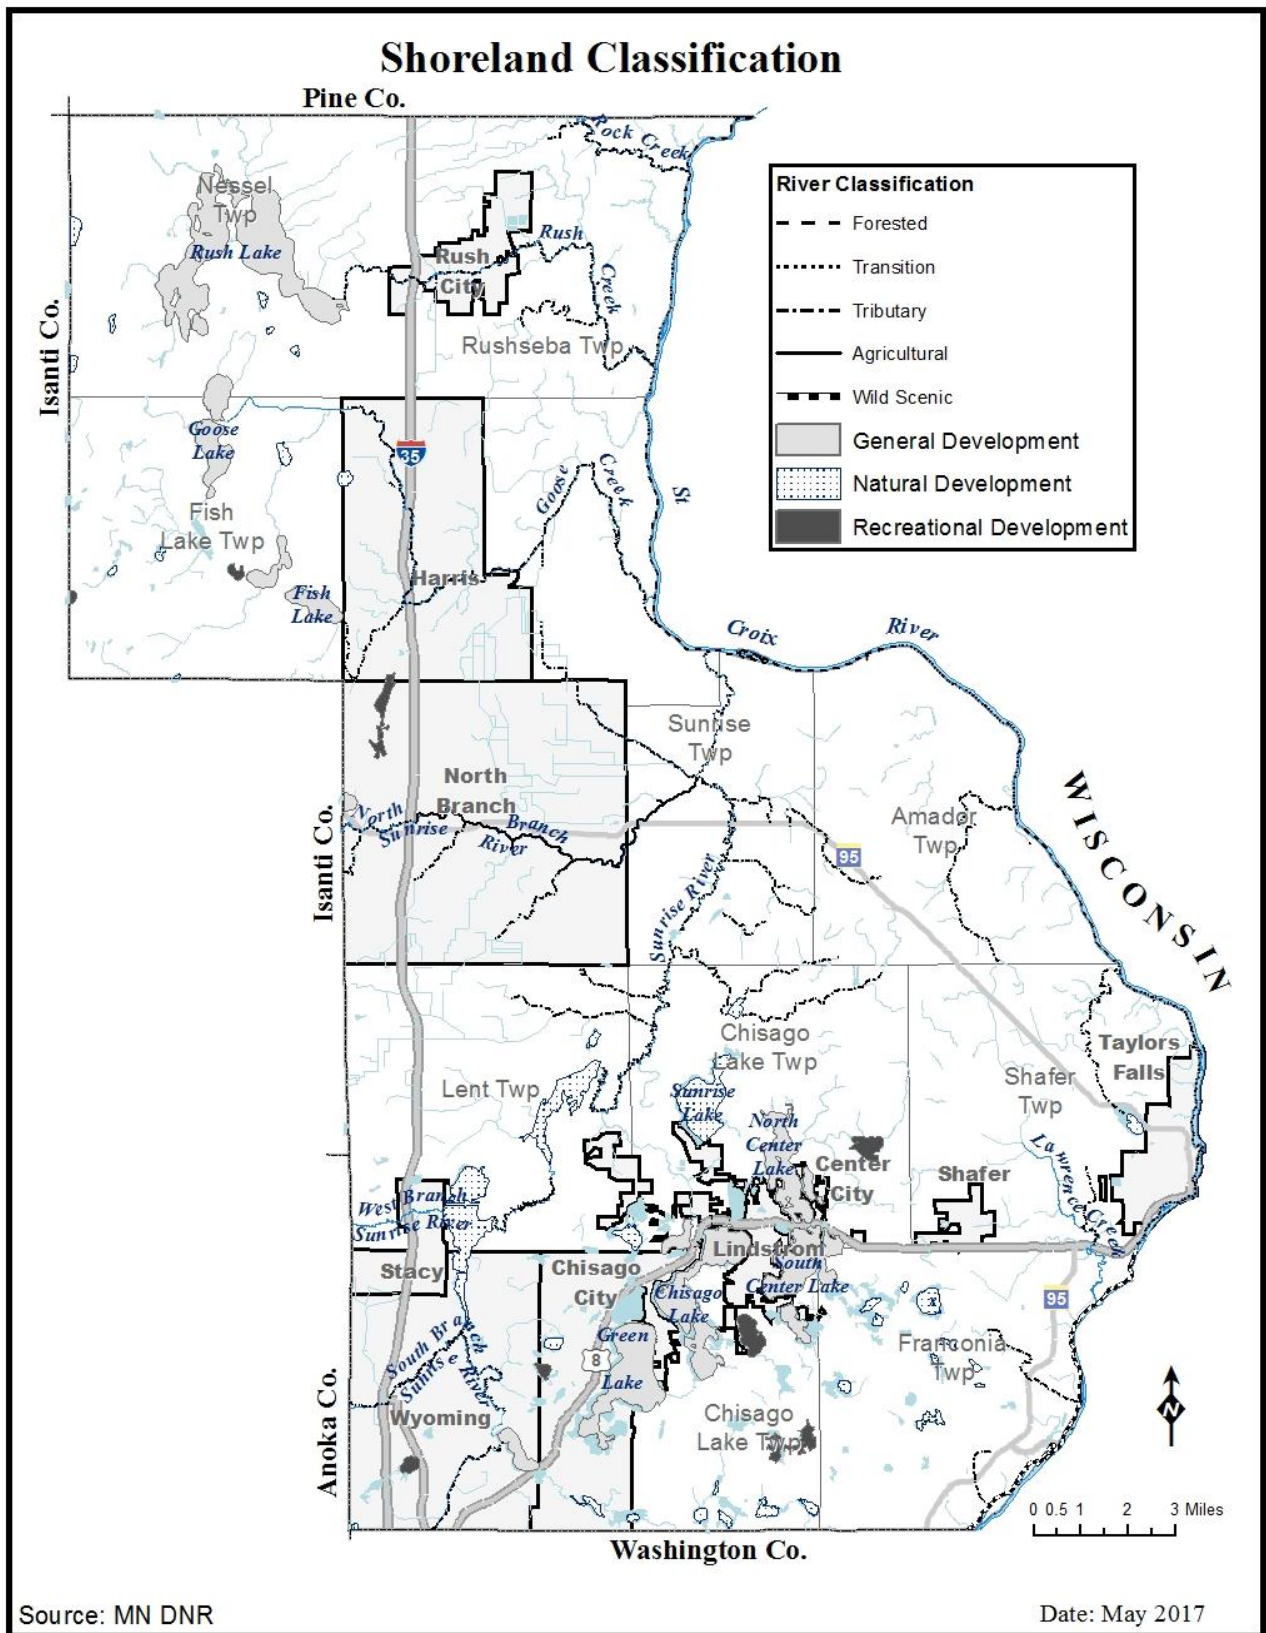 Shoreland Classification
Pine Co.
Rock Creek
Nessel
Twp
Rush Lake
Rush
City
Rush
Creek
Rushseba Twp
Isanti Co.
River Classification
Forested
Transition
Tributary
Agricultural
Wild Scenic
General Development
Natural Development
Recreational Development
Goose
Lake
35
Goose
Creek
St
Fish
Lake Twp
Harris
Fish
Lake
Croix
River
Sunrise
Twp
North
Branch
North
Sunrise
Branch
River
Isanti Co.
Amador
Twp
95
WISCONSIN
Sunrise River
Chisago
Lake Twp
Taylors
Falls
Lent Twp
Shafer
Twp
Sunrise
Lake
North
Center
Lake
Center
City
Shafer
Lawrence
Creek
West Branch
Sunrise River
Stacy
Lindstrom
Chisago
City
South
Center Lake
Chisago
Lake
95
Green
Lake
8
South Branch
Sunrise River
Franconia
Twp
Wyoming
Chisago
Lake Twp
Anoka Co.
N
0 0.5 1 2 3 Miles
Washington Co.
Source: MN DNR
Date: May 2017